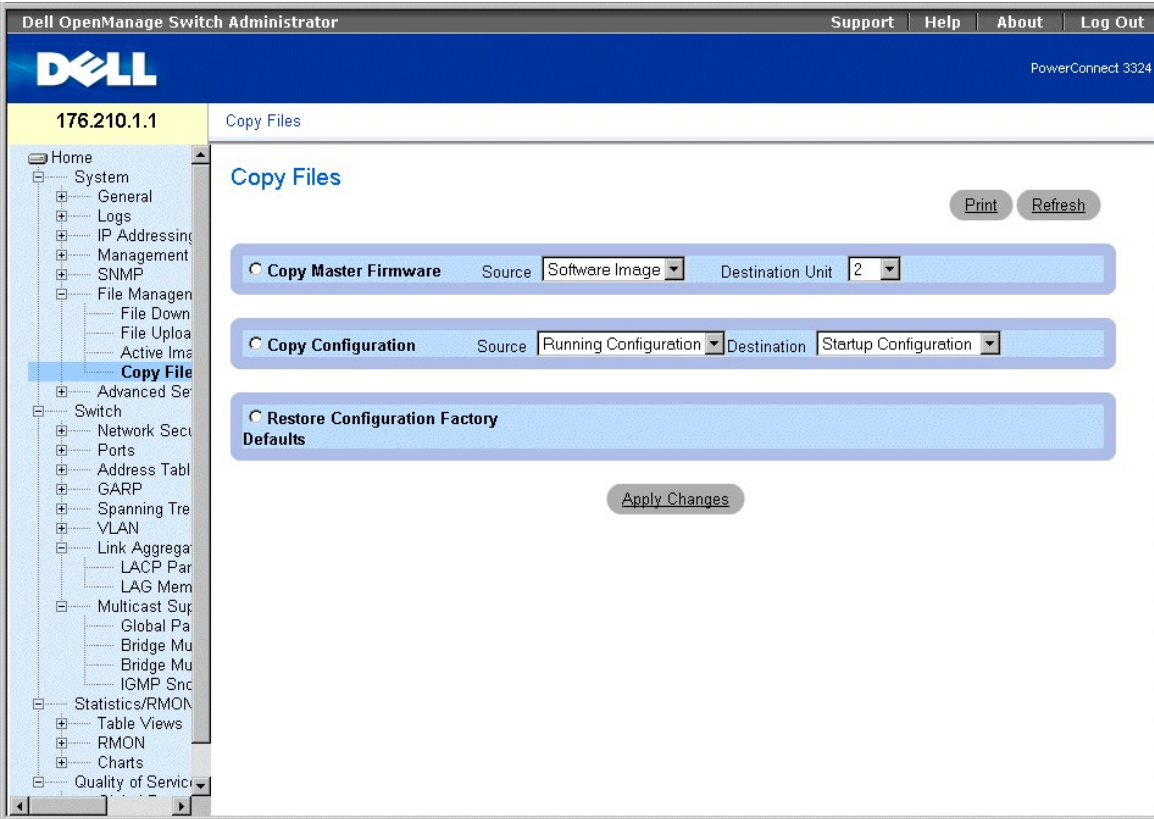 Dell OpenManage Switch Administrator
Support | Help | About | Log Out
DELL
PowerConnect 3324
176.210.1.1
Copy Files
Home
System
General
Logs
IP Addressing
Management
SNMP
File Managen
File Down
File Uploa
Active Ima
Copy File
Advanced Se
Switch
Network Secu
Ports
Address Tabl
GARP
Spanning Tre
VLAN
Link Aggrega
LACP Par
LAG Mem
Multicast Sup
Global Pa
Bridge Mu
Bridge Mu
IGMP Sno
Statistics/RMON
Table Views
RMON
Charts
Quality of Servic
Copy Files
Print
Refresh
Copy Master Firmware Source Software Image Destination Unit 2
Copy Configuration Source Running Configuration Destination Startup Configuration
Restore Configuration Factory
Defaults
Apply Changes